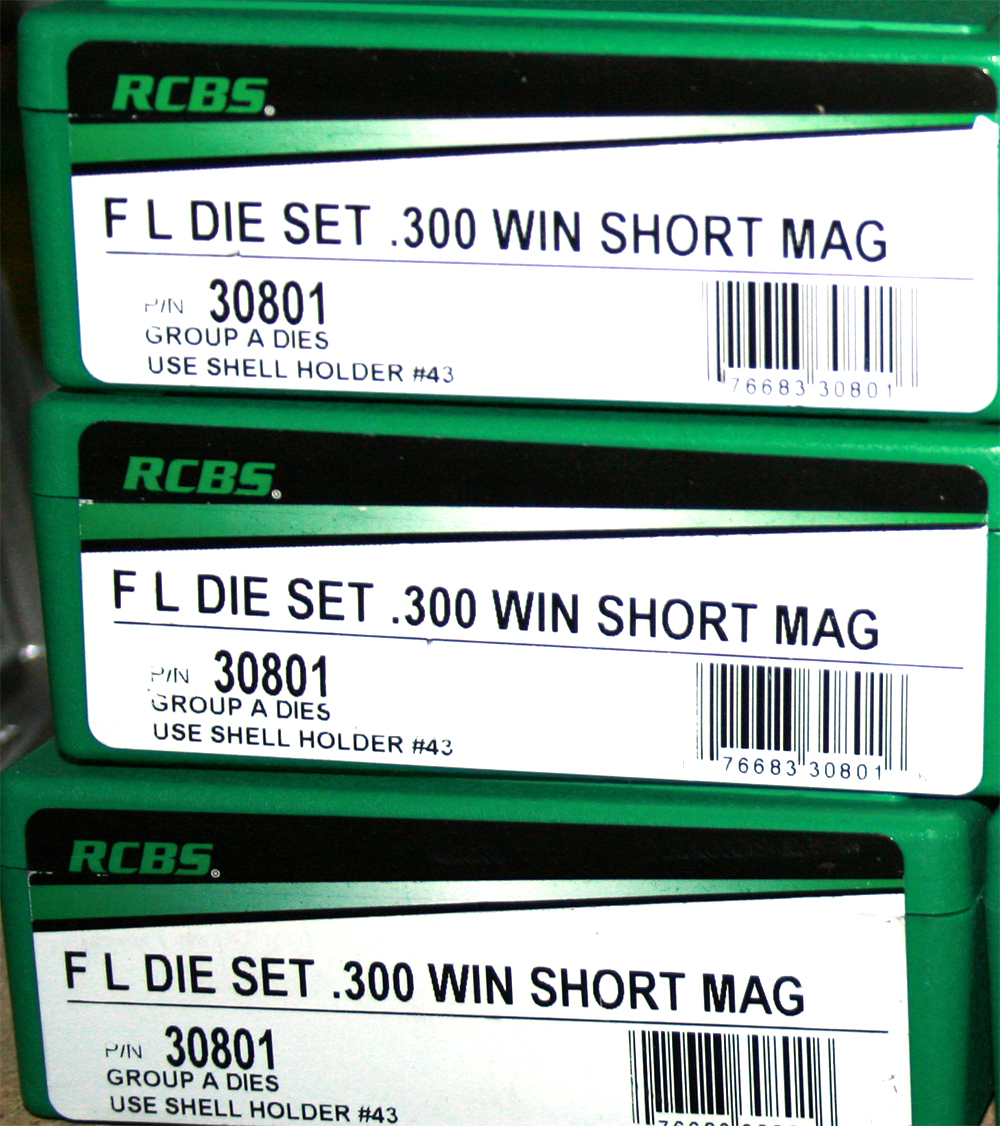 RCBS®
F L DIE SET .300 WIN SHORT MAG
P/N 30801
GROUP A DIES
USE SHELL HOLDER #43
76683 30801
RCBS®
F L DIE SET .300 WIN SHORT MAG
P/N 30801
GROUP A DIES
USE SHELL HOLDER #43
76683 30801
RCBS®
F L DIE SET .300 WIN SHORT MAG
P/N 30801
GROUP A DIES
USE SHELL HOLDER #43